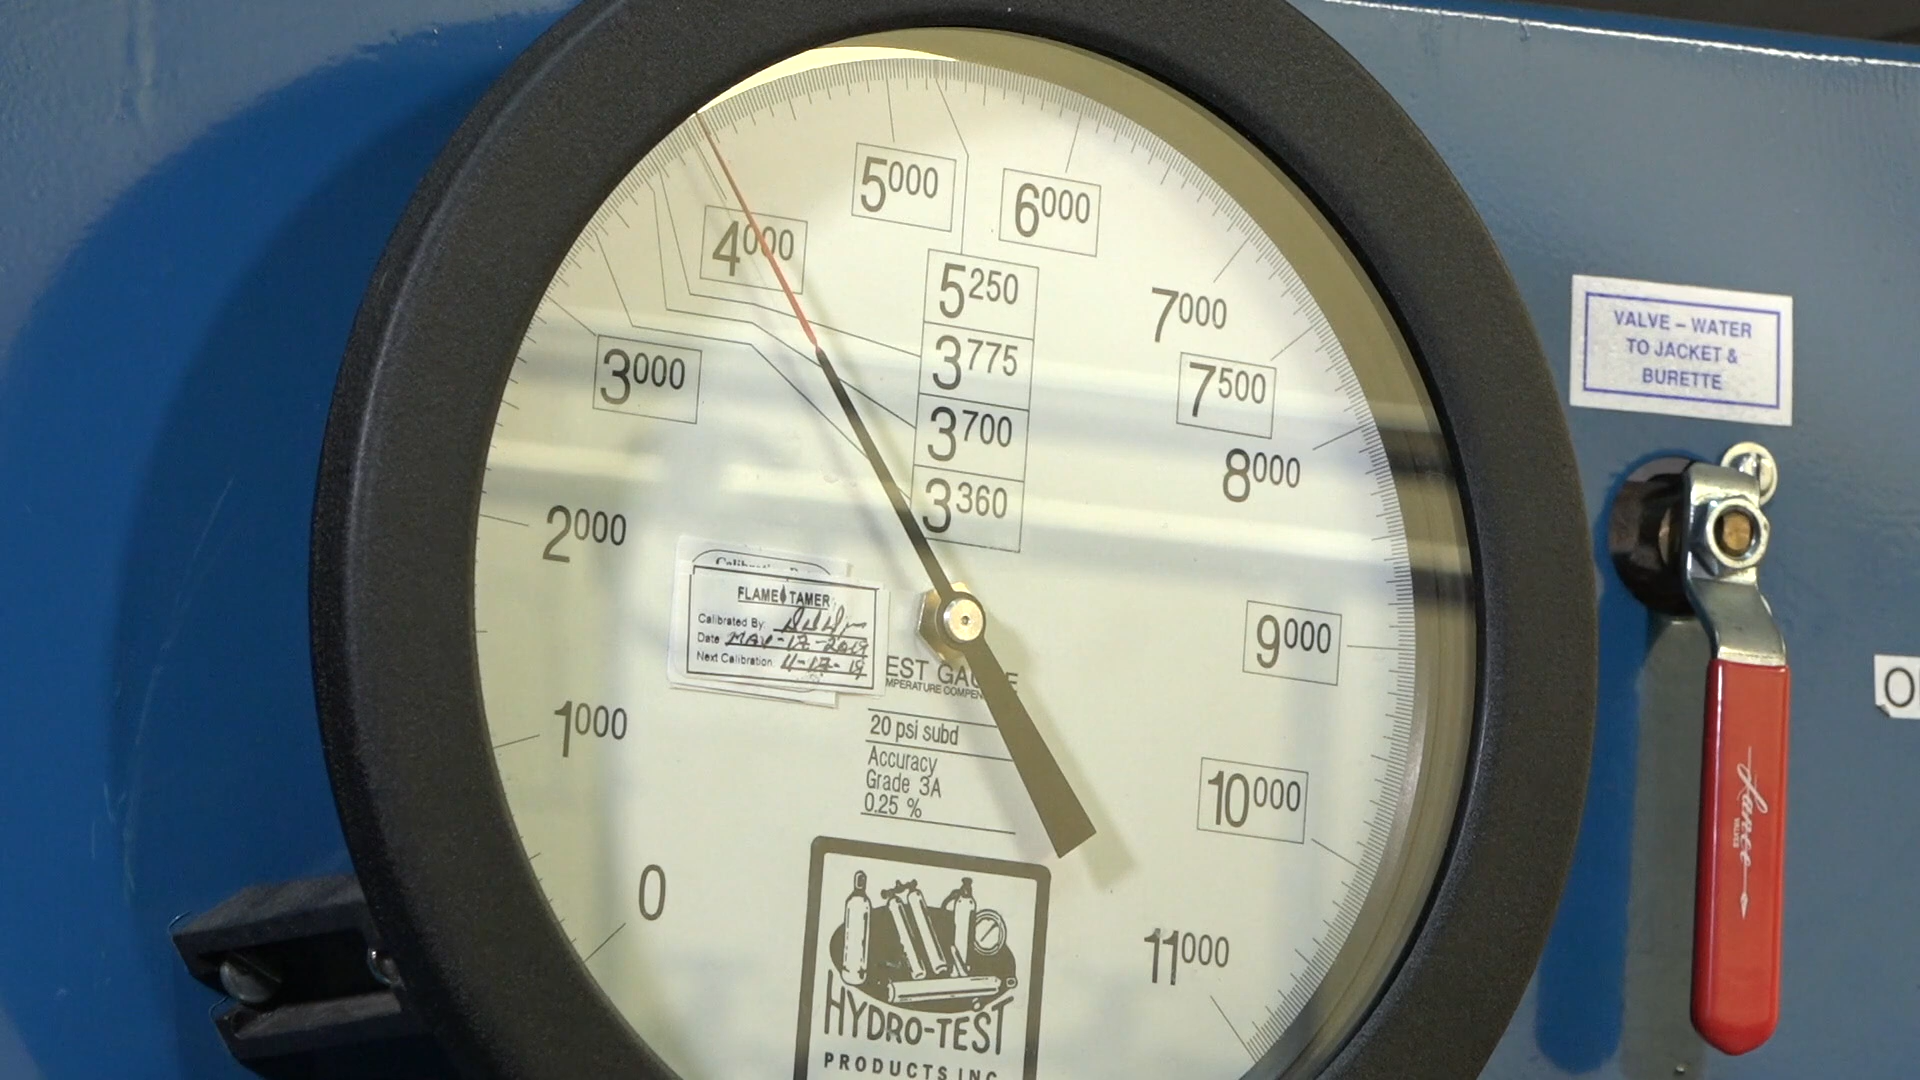 5000
6000
4000
5250
7000
3775
3000
7500
3700
8000
3360
2000
FLAME TAMER
Calibrated By:
Date MAY-17-2019
Next Calibration 11-17-19
EST GAUGE
MPERATURE COMPEN
9000
1000
20 psi subd
Accuracy
Grade 3A
0.25 %
10000
0
11000
HYDRO-TEST
PRODUCTS INC
VALVE – WATER
TO JACKET &
BURETTE
Jance
VALVES
O